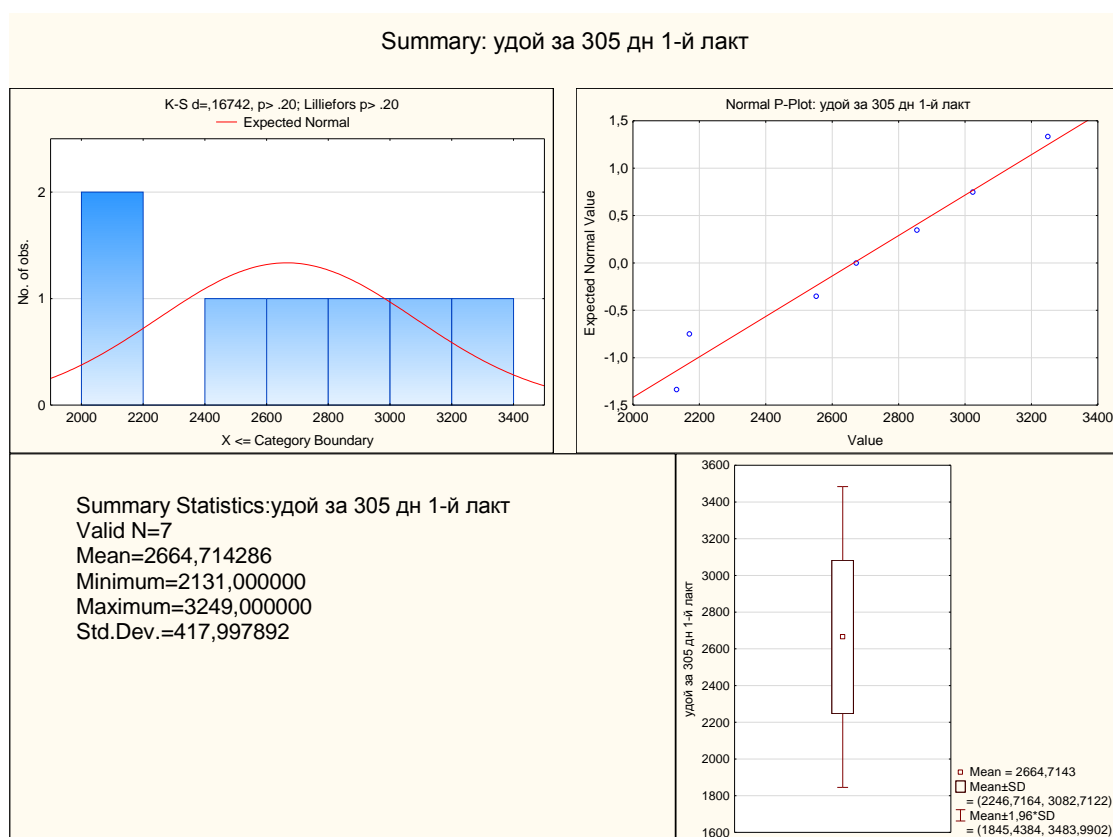 Summary: удой за 305 дн 1-й лакт
K-S d=,16742, p> .20; Lilliefors p> .20
Expected Normal
2
1
0
No. of obs.
2000 2200 2400 2600 2800 3000 3200 3400
X <= Category Boundary
Normal P-Plot: удой за 305 дн 1-й лакт
1,5
1,0
0,5
0,0
-0,5
-1,0
-1,5
Expected Normal Value
2000 2200 2400 2600 2800 3000 3200 3400
Value
Summary Statistics:удой за 305 дн 1-й лакт
Valid N=7
Mean=2664,714286
Minimum=2131,000000
Maximum=3249,000000
Std.Dev.=417,997892
3600
3400
3200
3000
2800
2600
2400
2200
2000
1800
1600
удой за 305 дн 1-й лакт
Mean = 2664,7143
Mean±SD
= (2246,7164, 3082,7122)
Mean±1,96*SD
= (1845,4384, 3483,9902)